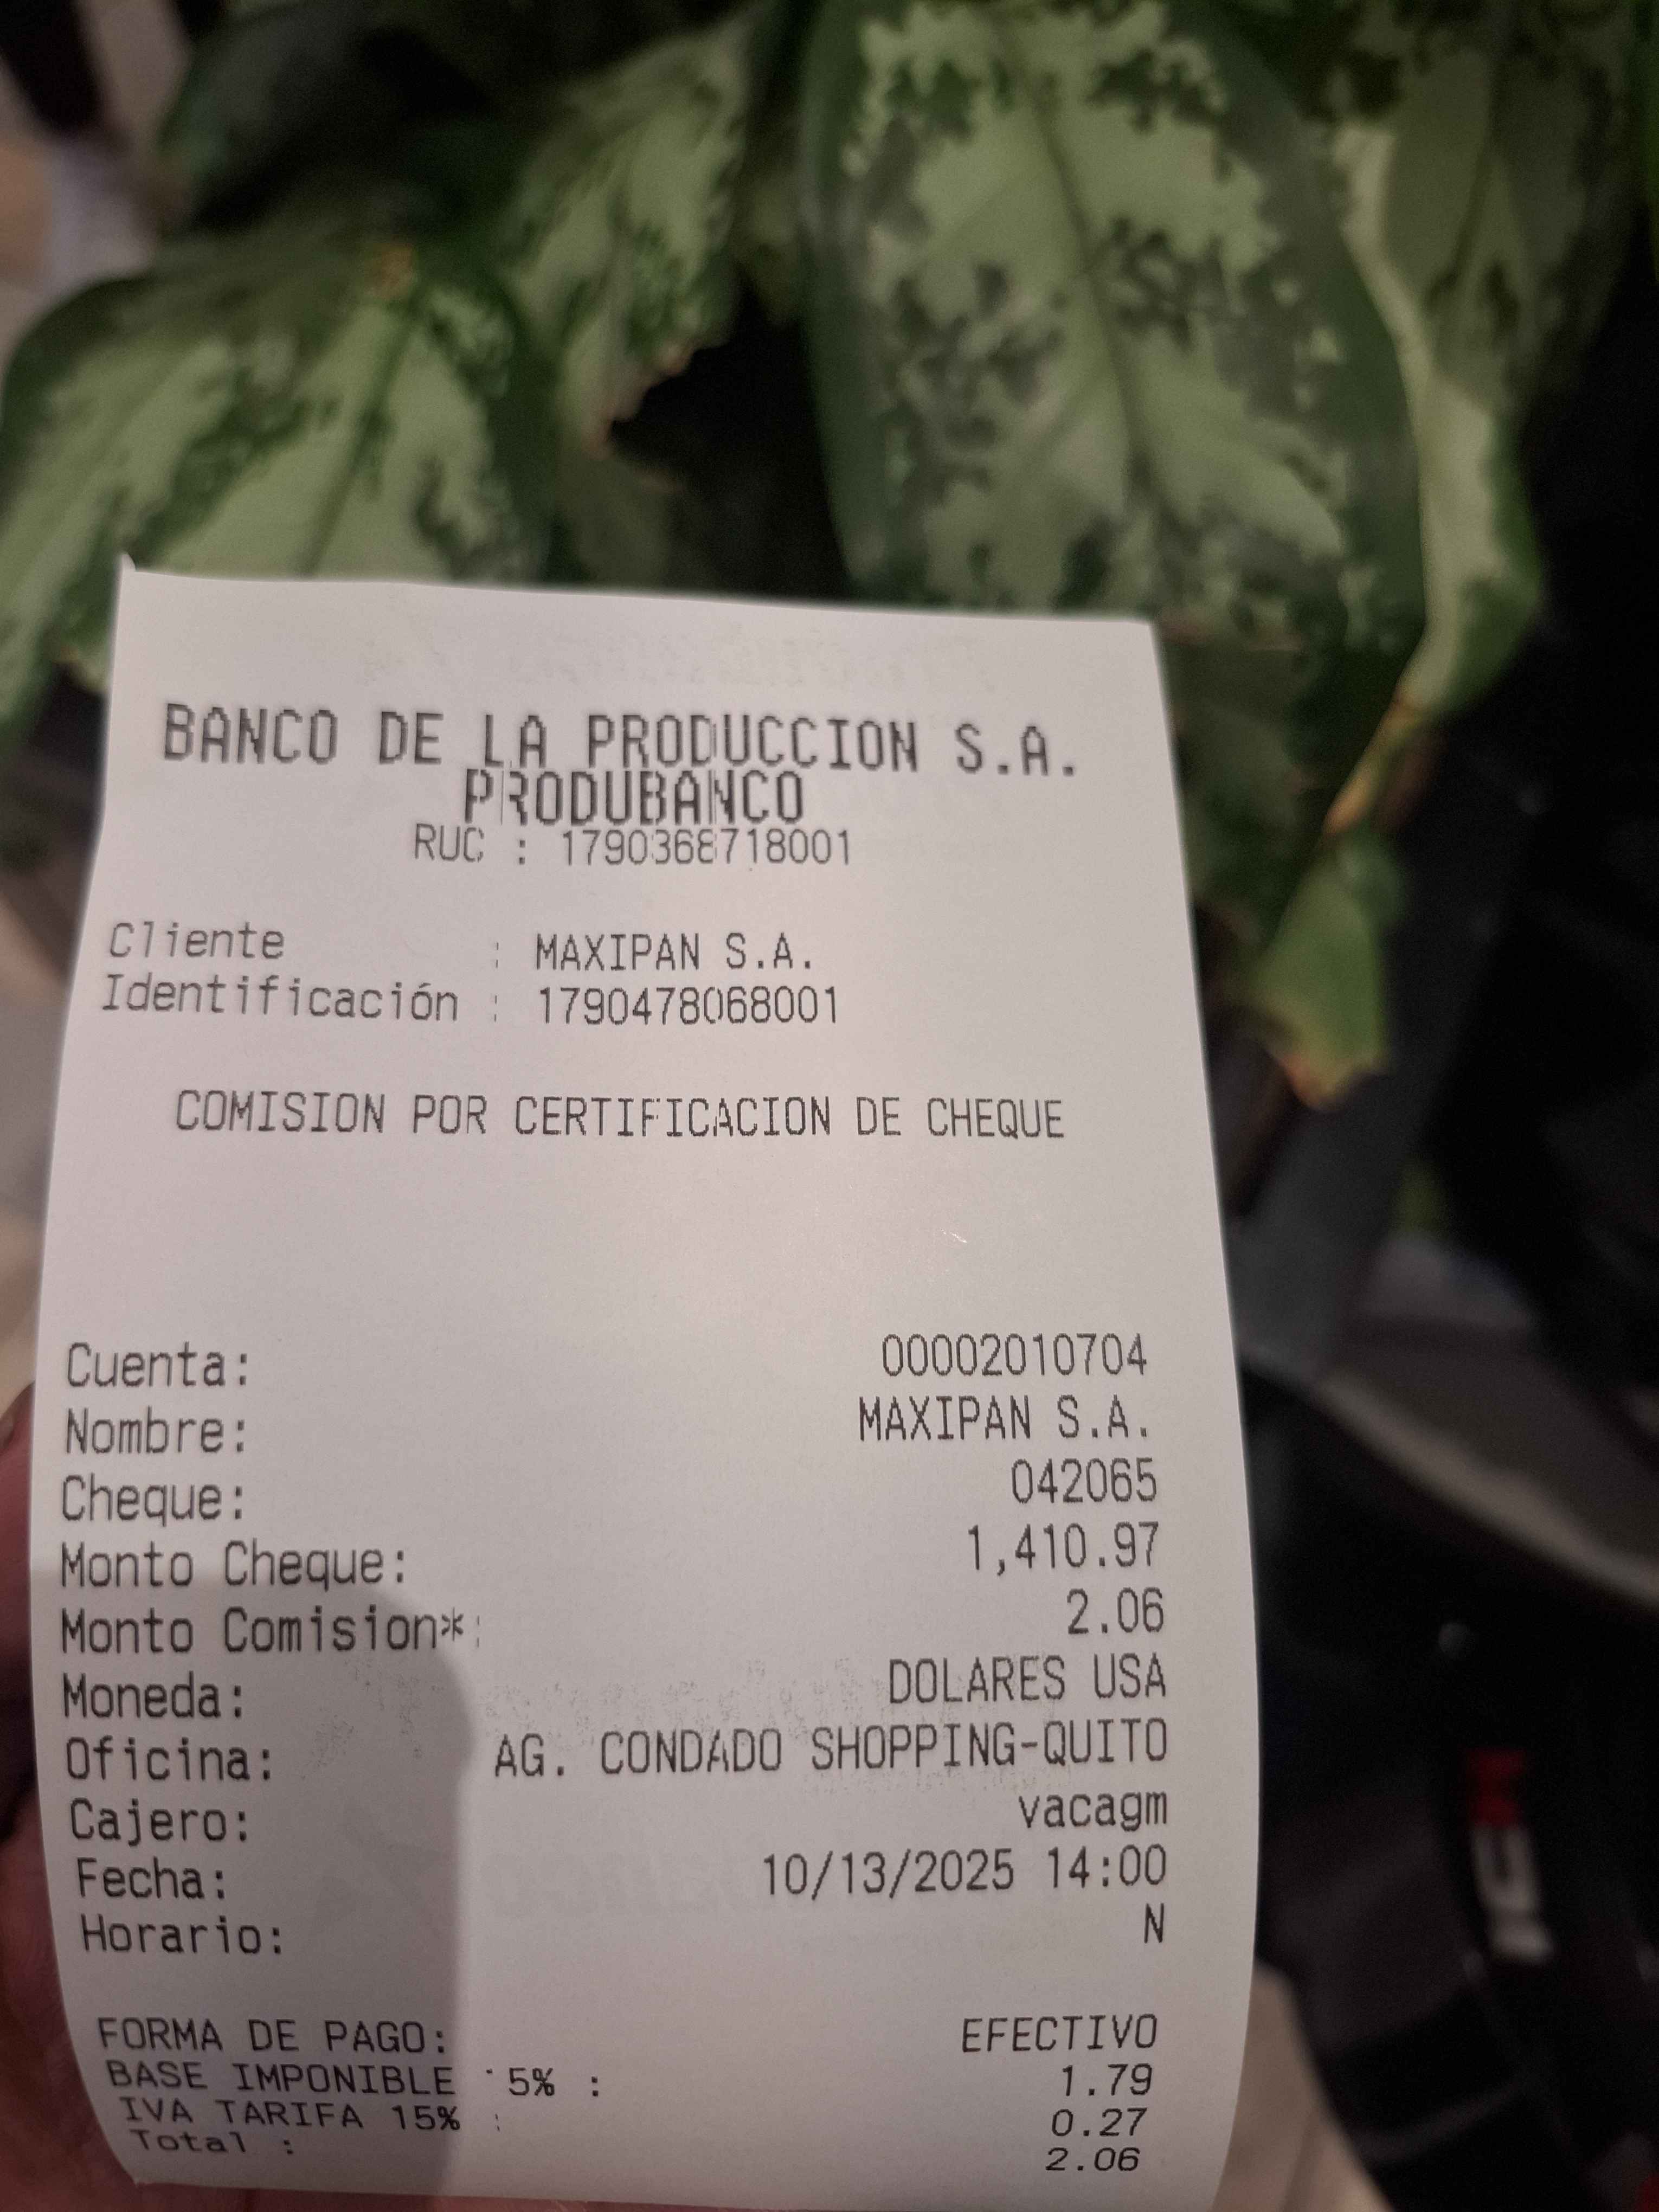 BANCO DE LA PRODUCCION S.A.
PRODUBANCO
RUC : 1790368718001
Cliente : MAXIPAN S.A.
Identificación : 1790478068001
COMISION POR CERTIFICACION DE CHEQUE
Cuenta: 00002010704
Nombre: MAXIPAN S.A.
Cheque: 042065
Monto Cheque: 1,410.97
Monto Comision*: 2.06
Moneda: DOLARES USA
Oficina: AG. CONDADO SHOPPING-QUITO
Cajero: vacagm
Fecha: 10/13/2025 14:00
Horario: N
FORMA DE PAGO: EFECTIVO
BASE IMPONIBLE 15% : 1.79
IVA TARIFA 15% : 0.27
Total : 2.06